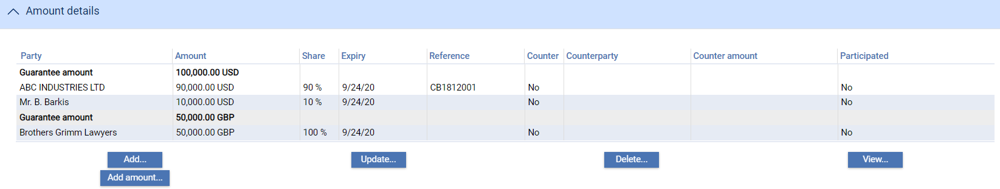 Amount details
Party Amount Share Expiry Reference Counter Counterparty Counter amount Participated
Guarantee amount 100,000.00 USD
ABC INDUSTRIES LTD 90,000.00 USD 90 % 9/24/20 CB1812001 No No
Mr. B. Barkis 10,000.00 USD 10 % 9/24/20 No No
Guarantee amount 50,000.00 GBP
Brothers Grimm Lawyers 50,000.00 GBP 100 % 9/24/20 No No
Add... Update... Delete... View...
Add amount...